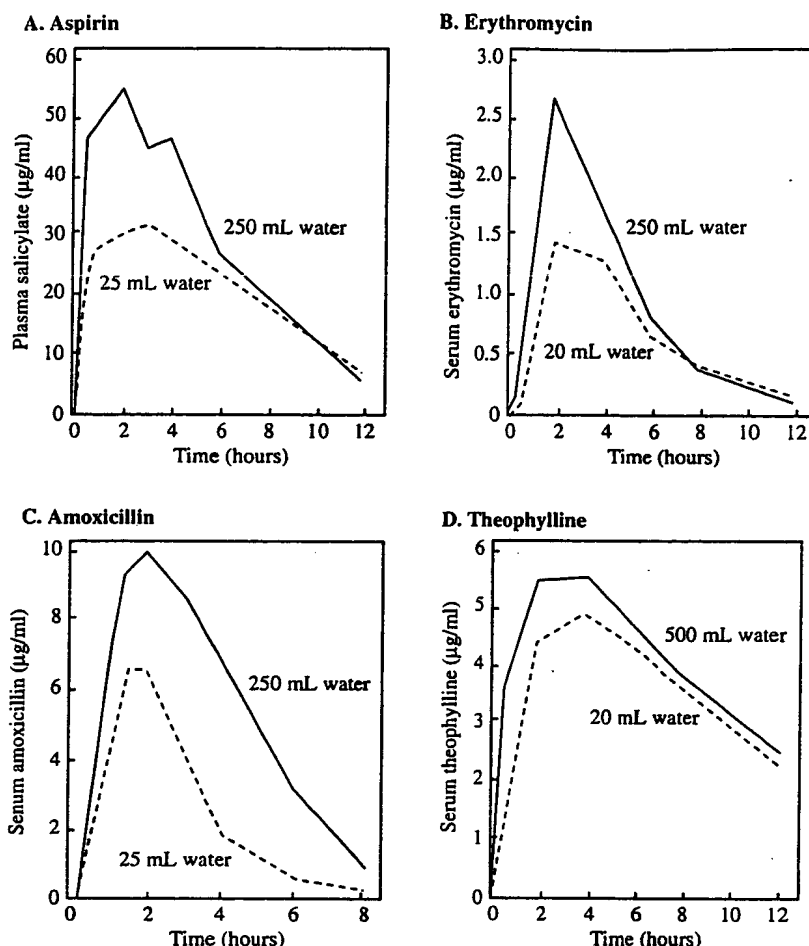 A. Aspirin
60
50
40
30
20
10
0
Plasma salicylate (μg/ml)
250 mL water
25 mL water
0 2 4 6 8 10 12
Time (hours)
B. Erythromycin
3.0
2.5
2.0
1.5
1.0
0.5
0
Serum erythromycin (μg/ml)
250 mL water
20 mL water
0 2 4 6 8 10 12
Time (hours)
C. Amoxicillin
10
8
6
4
2
0
Senum amoxicillin (μg/ml)
250 mL water
25 mL water
0 2 4 6 8
Time (hours)
D. Theophylline
6
5
4
3
2
1
0
Serum theophylline (μg/ml)
500 mL water
20 mL water
0 2 4 6 8 10 12
Time (hours)